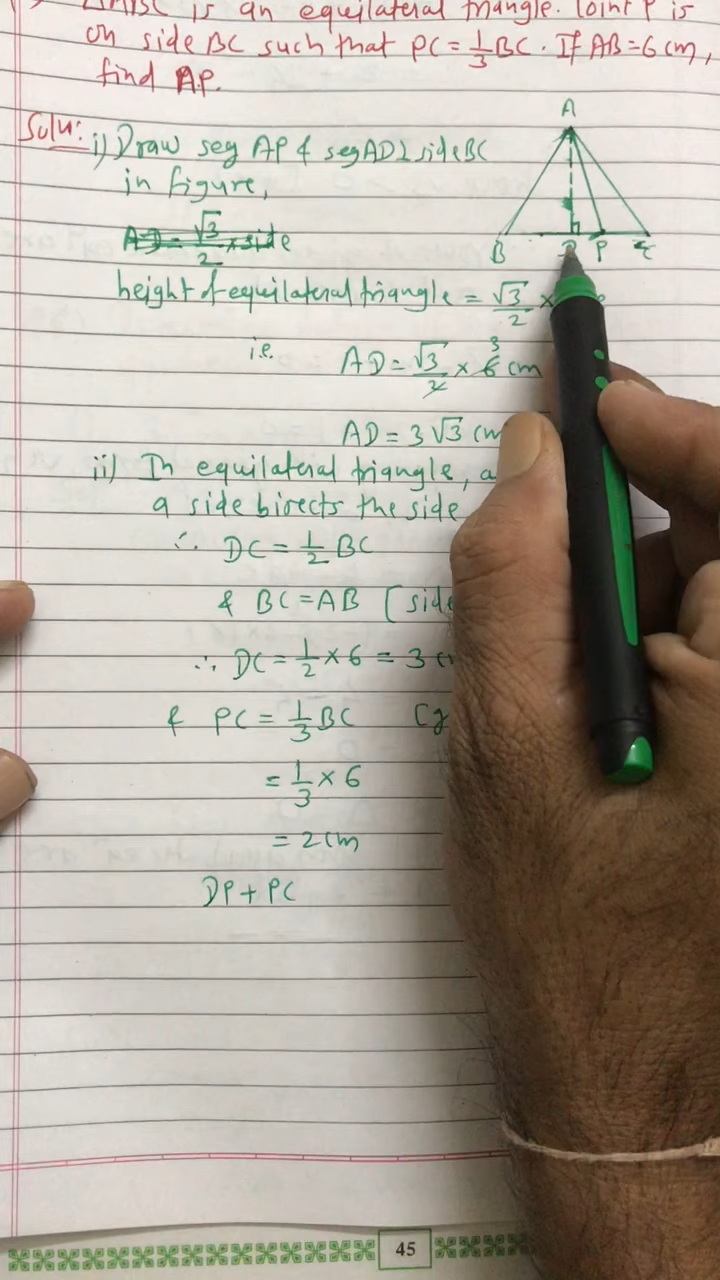 △ABC is an equilateral triangle. Point P is
on side BC such that PC = 1/3 BC. If AB = 6 cm,
find AP.
Soln:
i) Draw seg AP & seg AD ⊥ side BC
in figure,
AD = √3/2 × side
A
B D P C
height of equilateral triangle = √3/2 ×
i.e. AD = √3/2 × 6 cm
3
AD = 3√3 cm
ii) In equilateral triangle,
a side bisects the side
∴ DC = 1/2 BC
& BC = AB [side
∴ DC = 1/2 × 6 = 3
& PC = 1/3 BC
= 1/3 × 6
= 2 cm
DP + PC
45